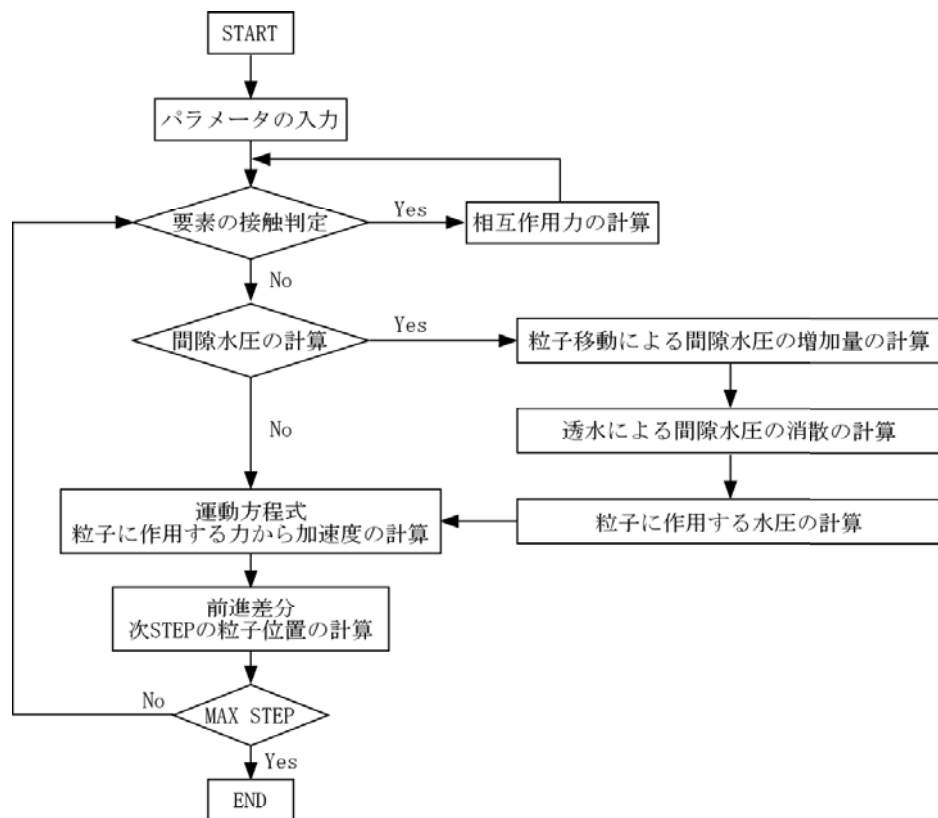 START
パラメータの入力
要素の接触判定
Yes
相互作用力の計算
No
間隙水圧の計算
Yes
粒子移動による間隙水圧の増加量の計算
透水による間隙水圧の消散の計算
No
運動方程式
粒子に作用する力から加速度の計算
粒子に作用する水圧の計算
前進差分
次STEPの粒子位置の計算
No
MAX STEP
Yes
END